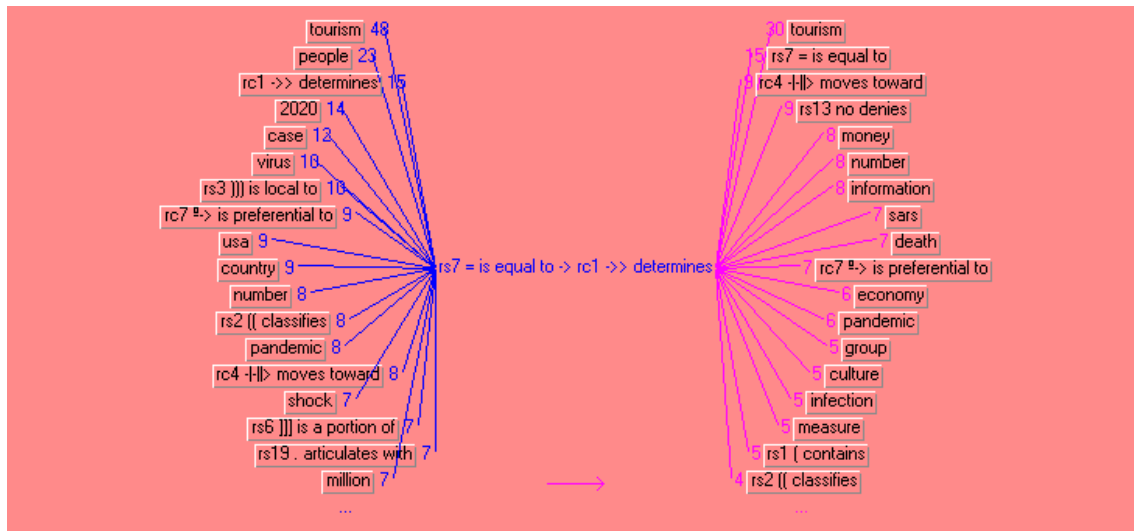 tourism 48
people 23
rc1 ->> determines 15
2020 14
case 12
virus 10
rs3 ))) is local to 10
rc7 º-> is preferential to 9
usa 9
country 9
number 8
rs2 (( classifies 8
pandemic 8
rc4 -|-||> moves toward 8
shock 7
rs6 ]]] is a portion of 7
rs19 . articulates with 7
million 7
...
rs7 = is equal to -> rc1 ->> determines
30 tourism
15 rs7 = is equal to
9 rc4 -|-||> moves toward
9 rs13 no denies
8 money
8 number
8 information
7 sars
7 death
7 rc7 º-> is preferential to
6 economy
6 pandemic
5 group
5 culture
5 infection
5 measure
5 rs1 ( contains
4 rs2 (( classifies
...